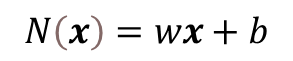 N(x) = wx + b